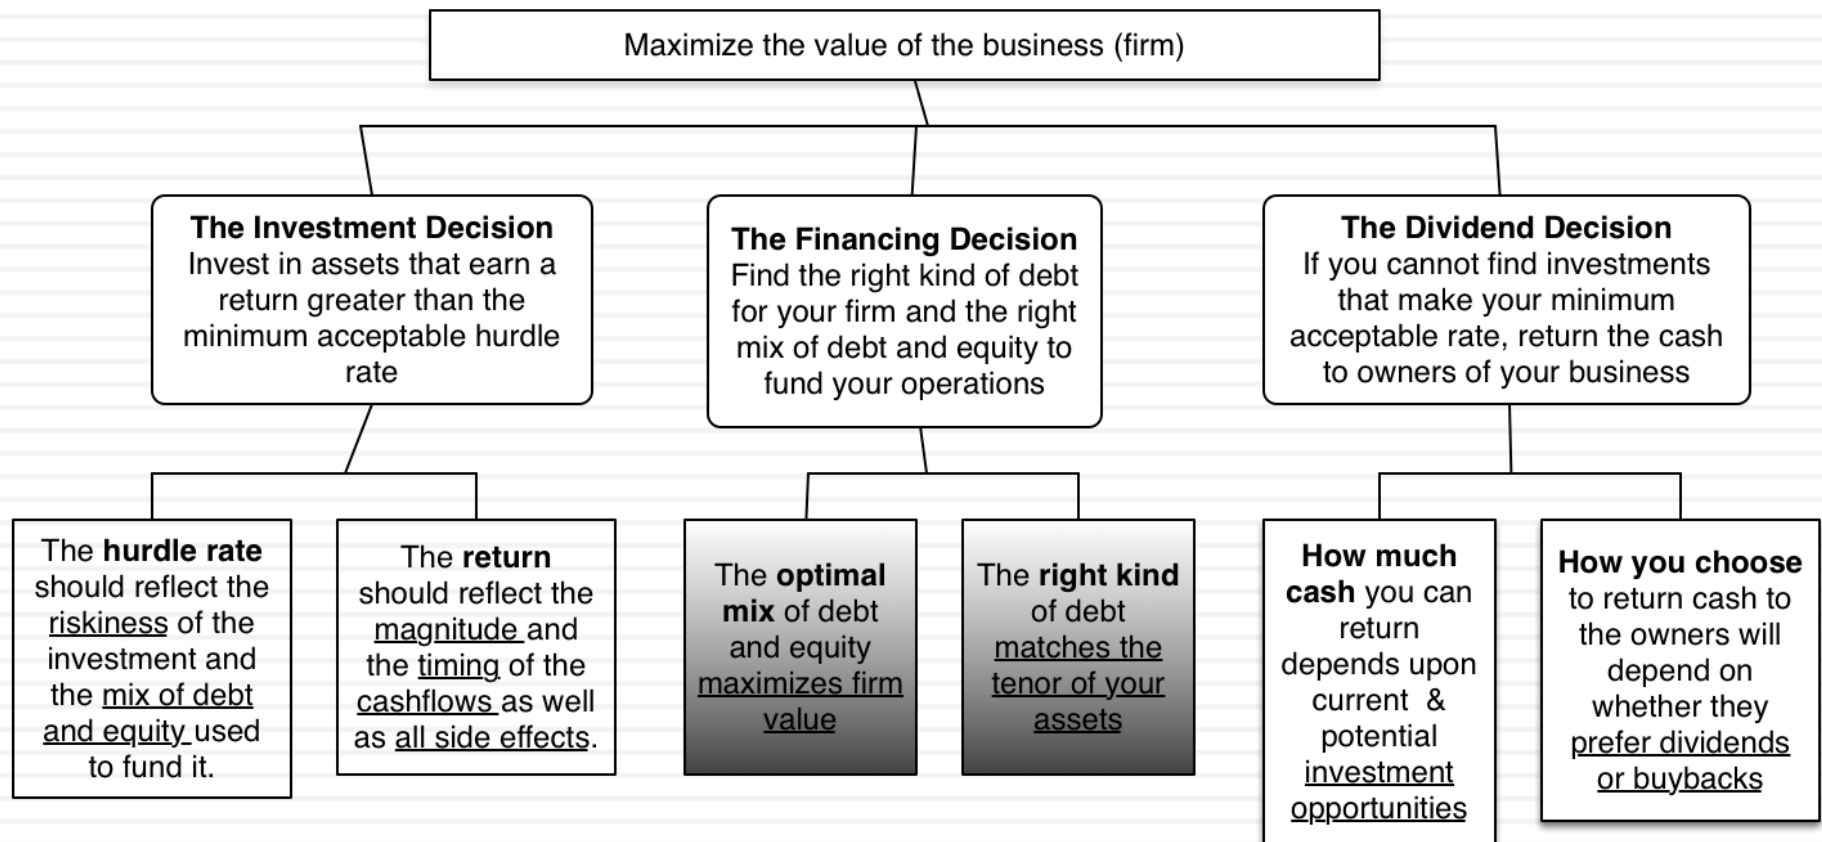 Maximize the value of the business (firm)
The Investment Decision
Invest in assets that earn a
return greater than the
minimum acceptable hurdle
rate
The Financing Decision
Find the right kind of debt
for your firm and the right
mix of debt and equity to
fund your operations
The Dividend Decision
If you cannot find investments
that make your minimum
acceptable rate, return the cash
to owners of your business
The hurdle rate
should reflect the
riskiness of the
investment and
the mix of debt
and equity used
to fund it.
The return
should reflect the
magnitude and
the timing of the
cashflows as well
as all side effects.
The optimal
mix of debt
and equity
maximizes firm
value
The right kind
of debt
matches the
tenor of your
assets
How much
cash you can
return
depends upon
current &
potential
investment
opportunities
How you choose
to return cash to
the owners will
depend on
whether they
prefer dividends
or buybacks